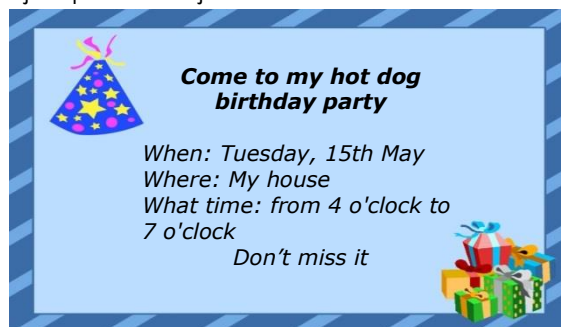 Come to my hot dog
birthday party
When: Tuesday, 15th May
Where: My house
What time: from 4 o'clock to
7 o'clock
Don’t miss it